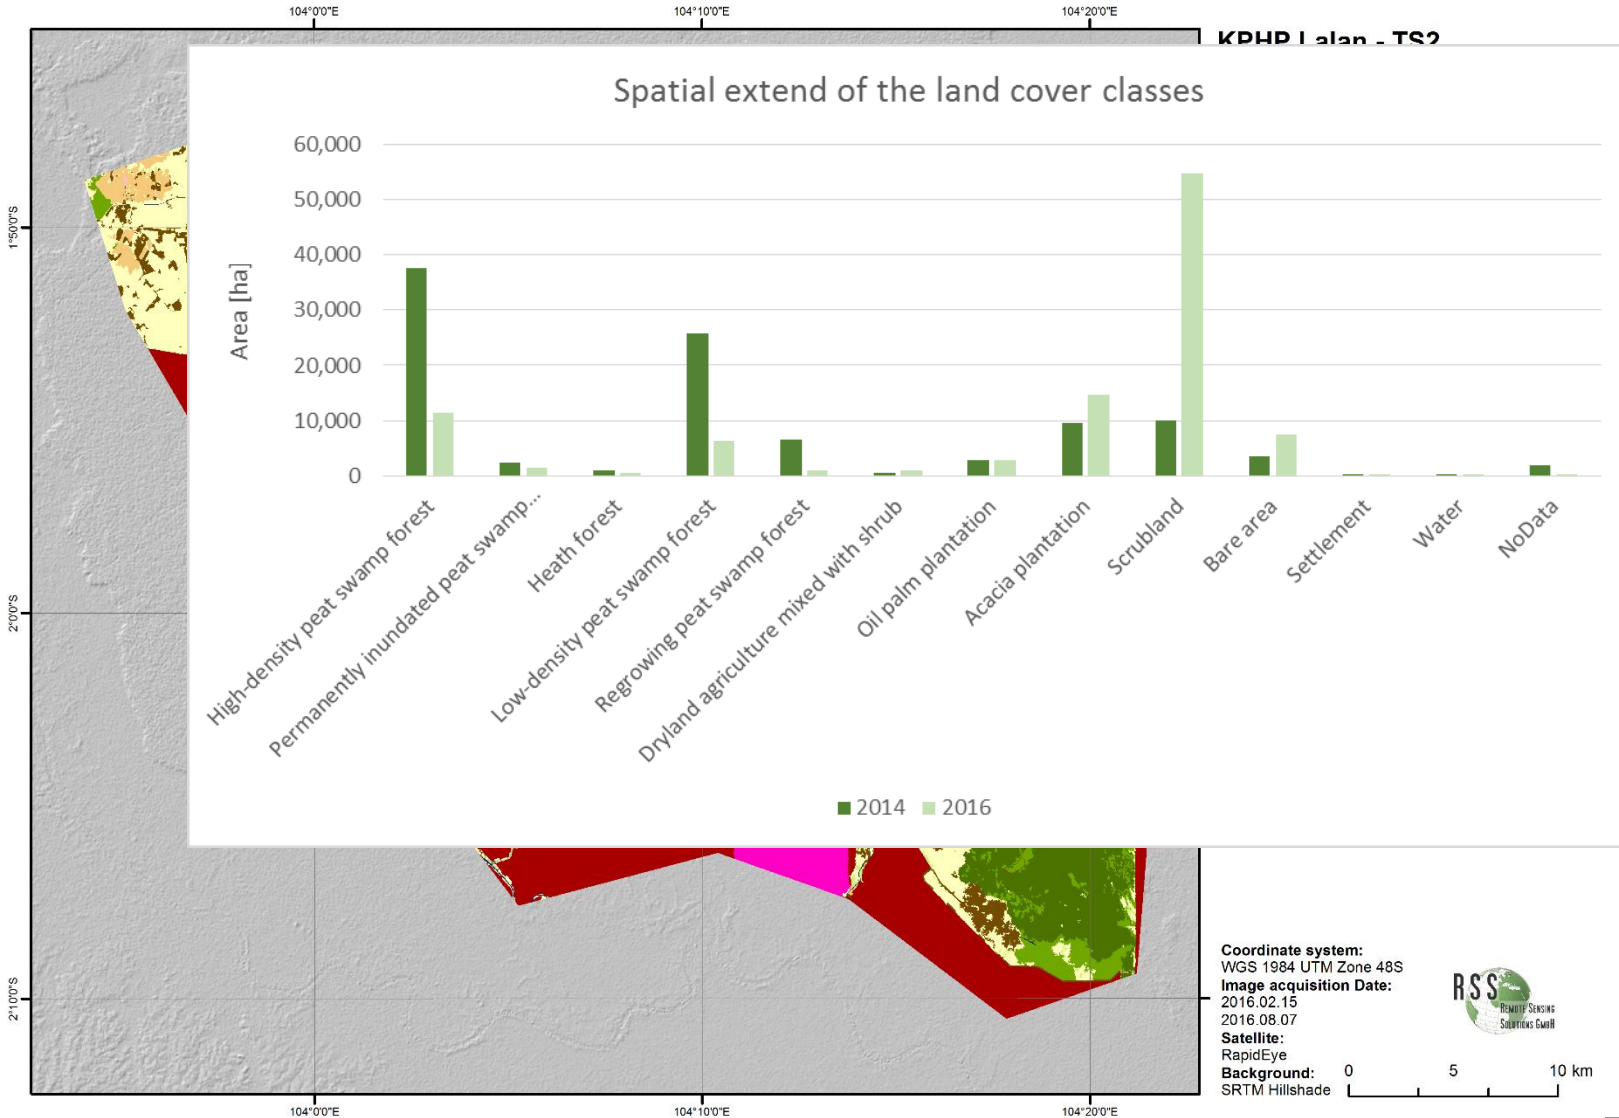 104°0'0"E
104°10'0"E
104°20'0"E
KPHP Lalan - TS2
Spatial extend of the land cover classes
60,000
50,000
40,000
30,000
20,000
10,000
0
Area [ha]
High-density peat swamp forest
Permanently inundated peat swamp...
Heath forest
Low-density peat swamp forest
Regrowing peat swamp forest
Dryland agriculture mixed with shrub
Oil palm plantation
Acacia plantation
Scrubland
Bare area
Settlement
Water
NoData
2014
2016
1°50'0"S
2°0'0"S
2°10'0"S
Coordinate system:
WGS 1984 UTM Zone 48S
Image acquisition Date:
2016.02.15
2016.08.07
Satellite:
RapidEye
Background:
SRTM Hillshade
0 5 10 km
RSS
REMOTE SENSING
SOLUTIONS GMBH
104°0'0"E
104°10'0"E
104°20'0"E